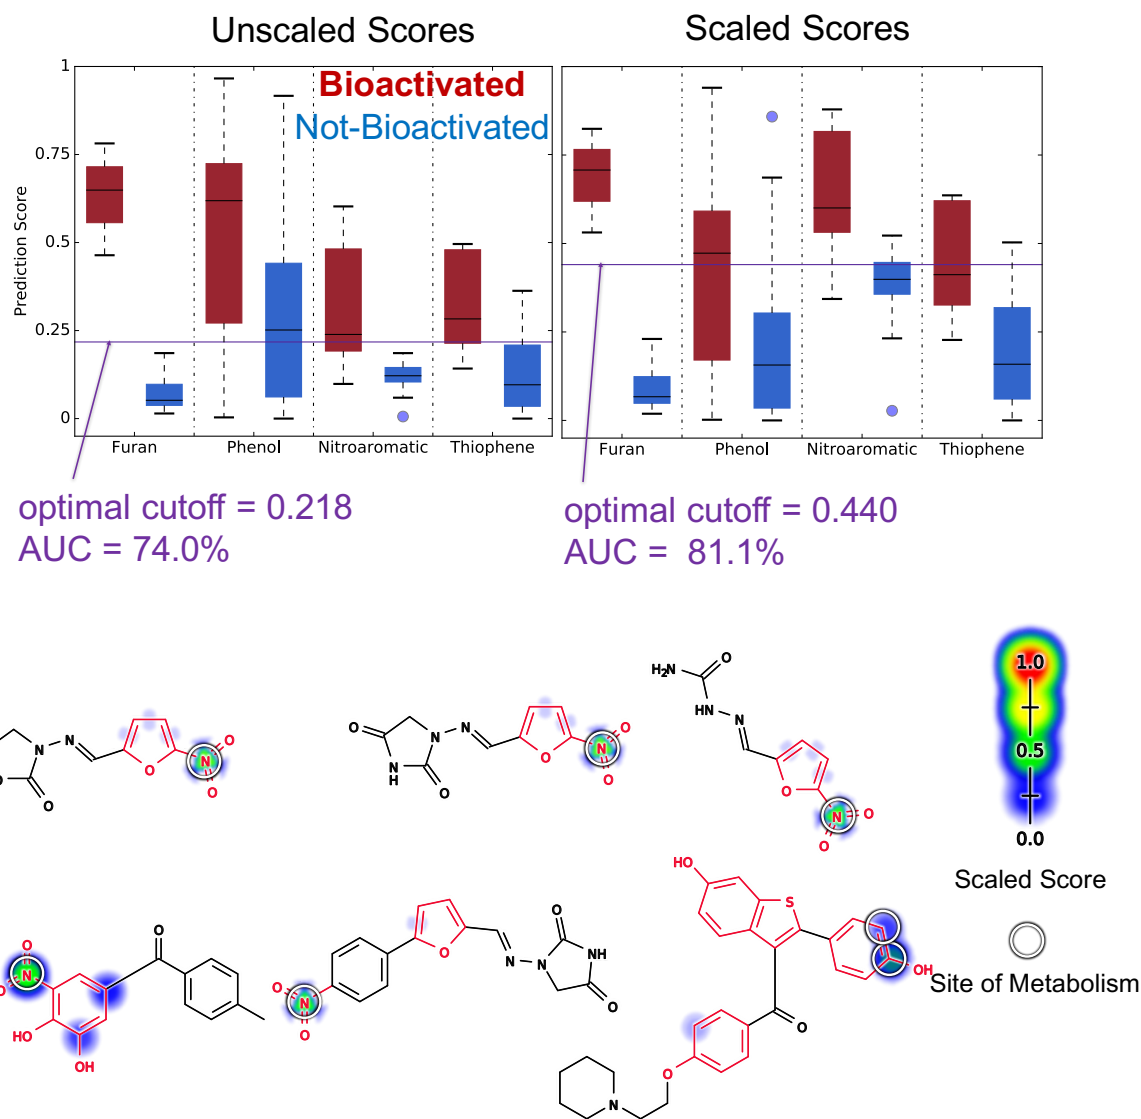 Unscaled Scores
Scaled Scores
Bioactivated
Not-Bioactivated
Prediction Score
1
0.75
0.5
0.25
0
Furan Phenol Nitroaromatic Thiophene
Furan Phenol Nitroaromatic Thiophene
optimal cutoff = 0.218
AUC = 74.0%
optimal cutoff = 0.440
AUC = 81.1%
N N O N O O O
O N N O N O O N H O
H₂N O HN N O N O O
1.0
0.5
0.0
Scaled Score
Site of Metabolism
O N O HO OH O
O N O O N N O NH O
HO S OH O O N